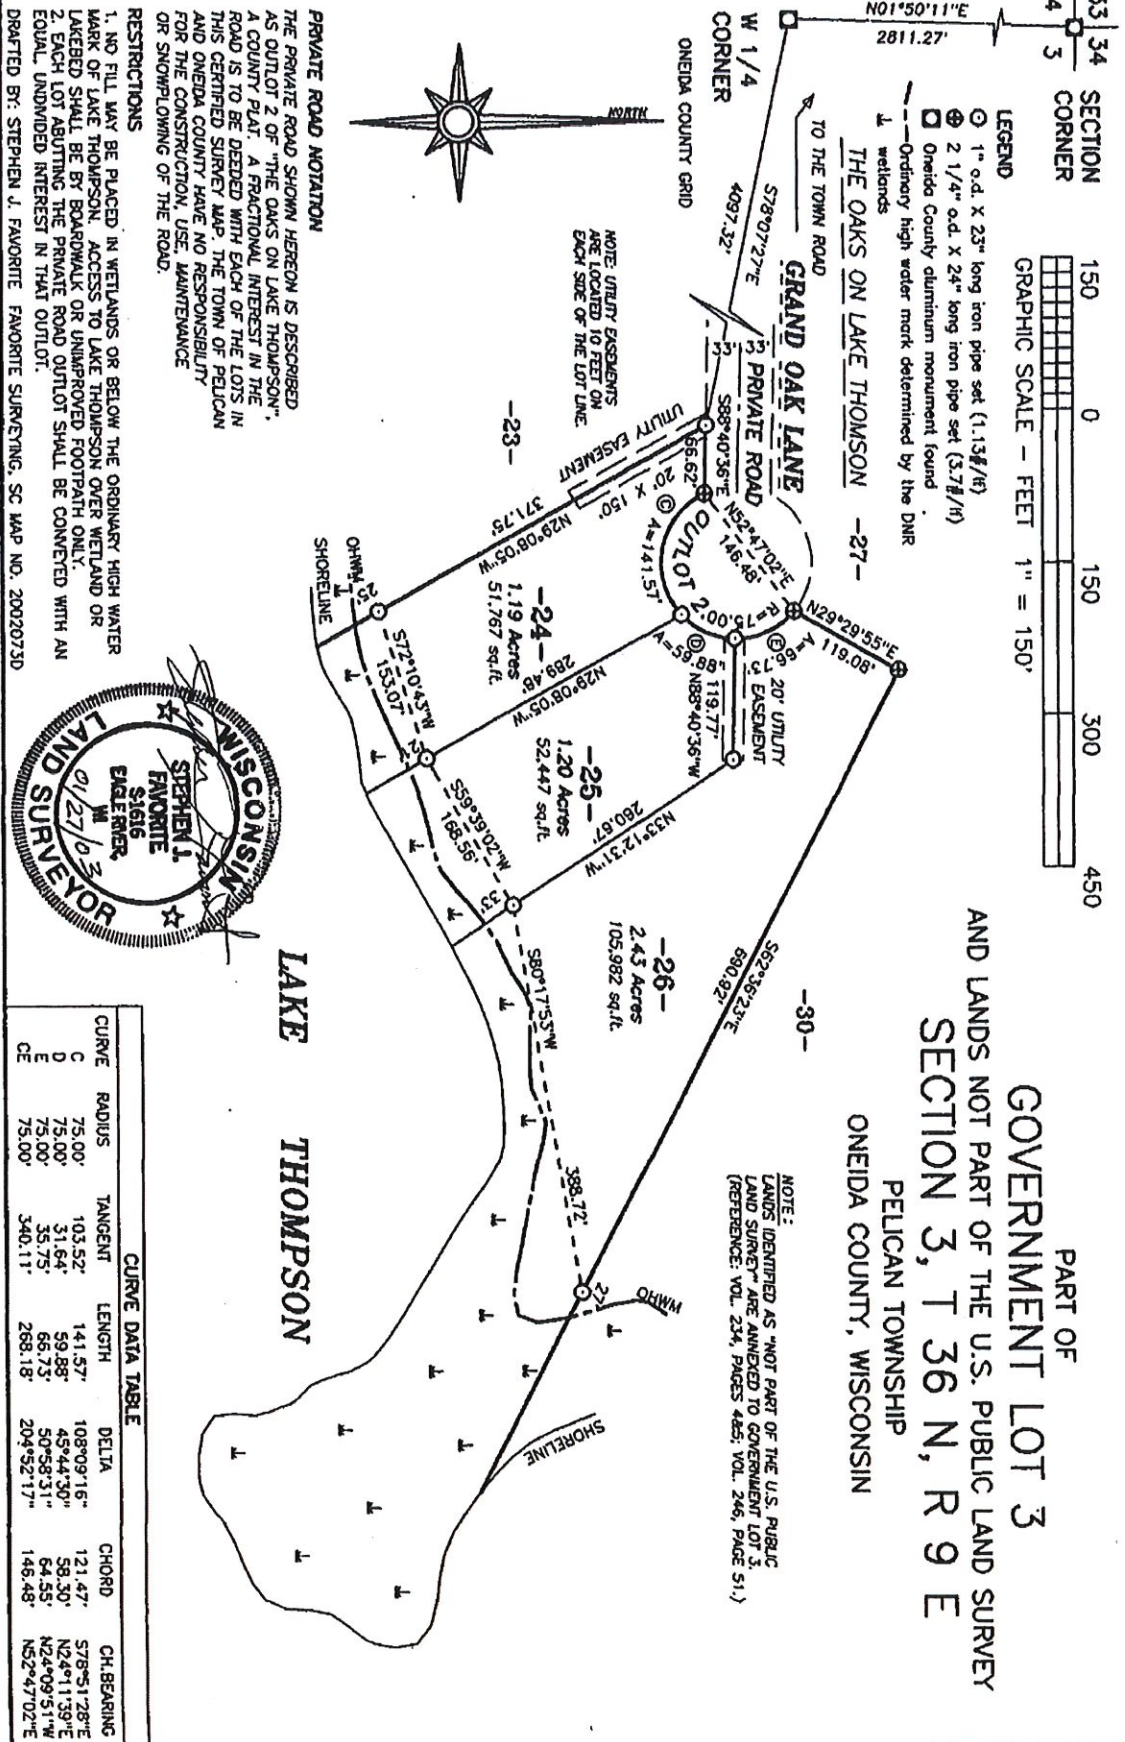 33 34
4 3
SECTION
CORNER
150 0 150 300 450
GRAPHIC SCALE - FEET 1" = 150'
PART OF
GOVERNMENT LOT 3
AND LANDS NOT PART OF THE U.S. PUBLIC LAND SURVEY
SECTION 3, T 36 N, R 9 E
PELICAN TOWNSHIP
ONEIDA COUNTY, WISCONSIN
LEGEND
1" o.d. X 23" long iron pipe set (1.13#/lf)
2 1/4" o.d. X 24" long iron pipe set (3.7#/lf)
Oneida County aluminum monument found
Ordinary high water mark determined by the DNR
wetlands
N01°50'11"E
2811.27'
W 1/4
CORNER
THE OAKS ON LAKE THOMSON
-27-
TO THE TOWN ROAD
S78°07'27"E
4097.32'
GRAND OAK LANE
33' 33'
PRIVATE ROAD
S88°40'36"E
66.62'
N52°47'02"E
146.48'
OUTLOT 2
R=75.00'
Ⓒ A=141.57'
Ⓓ A=59.88'
Ⓔ A=66.73'
N29°29'55"E
119.08'
20' UTILITY
EASEMENT
119.77'
N88°40'36"W
ONEIDA COUNTY GRID
NORTH
NOTE: UTILITY EASEMENTS
ARE LOCATED 10 FEET ON
EACH SIDE OF THE LOT LINE.
20' X 150'
UTILITY EASEMENT
-23-
N29°08'05"W
371.75'
-24-
1.19 Acres
51.767 sq.ft.
N29°08'05"W
289.48'
-25-
1.20 Acres
52.447 sq.ft.
N33°12'31"W
260.67'
-26-
2.43 Acres
105,982 sq.ft.
S62°36'23"E
690.92'
-30-
OHWM
25'
SHORELINE
S72°10'43"W
153.07'
S59°39'02"W
168.56'
33'
S80°17'53"W
388.72'
OHWM
SHORELINE
NOTE:
LANDS IDENTIFIED AS "NOT PART OF THE U.S. PUBLIC
LAND SURVEY" ARE ANNEXED TO GOVERNMENT LOT 3.
(REFERENCE: VOL. 234, PAGES 4&5; VOL. 246, PAGE 51.)
LAKE THOMPSON
PRIVATE ROAD NOTATION
THE PRIVATE ROAD SHOWN HEREON IS DESCRIBED
AS OUTLOT 2 OF "THE OAKS ON LAKE THOMPSON",
A COUNTY PLAT. A FRACTIONAL INTEREST IN THE
ROAD IS TO BE DEEDED WITH EACH OF THE LOTS IN
THIS CERTIFIED SURVEY MAP. THE TOWN OF PELICAN
AND ONEIDA COUNTY HAVE NO RESPONSIBILITY
FOR THE CONSTRUCTION, USE, MAINTENANCE
OR SNOWPLOWING OF THE ROAD.
RESTRICTIONS
1. NO FILL MAY BE PLACED IN WETLANDS OR BELOW THE ORDINARY HIGH WATER
MARK OF LAKE THOMPSON. ACCESS TO LAKE THOMPSON OVER WETLAND OR
LAKEBED SHALL BE BY BOARDWALK OR UNIMPROVED FOOTPATH ONLY.
2. EACH LOT ABUTTING THE PRIVATE ROAD OUTLOT SHALL BE CONVEYED WITH AN
EQUAL, UNDIVIDED INTEREST IN THAT OUTLOT.
DRAFTED BY: STEPHEN J. FAVORITE FAVORITE SURVEYING, SC MAP NO. 2002073D
WISCONSIN
STEPHEN J.
FAVORITE
S-1616
EAGLE RIVER,
WI
01/27/03
LAND SURVEYOR
CURVE DATA TABLE
CURVE RADIUS TANGENT LENGTH DELTA CHORD CH.BEARING
C 75.00' 103.52' 141.57' 108°09'16" 121.47' S78°51'28"E
D 75.00' 31.64' 59.88' 45°44'30" 58.30' N24°11'39"E
E 75.00' 35.75' 66.73' 50°58'31" 64.55' N24°09'51"W
CE 75.00' 340.11' 268.18' 204°52'17" 146.48' N52°47'02"E